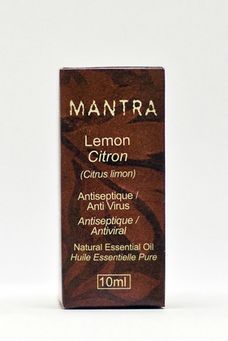 MANTRA
Lemon
Citron
(Citrus limon)
Antiseptique /
Anti Virus
Antiseptique /
Antiviral
Natural Essential Oil
Huile Essentielle Pure
10ml